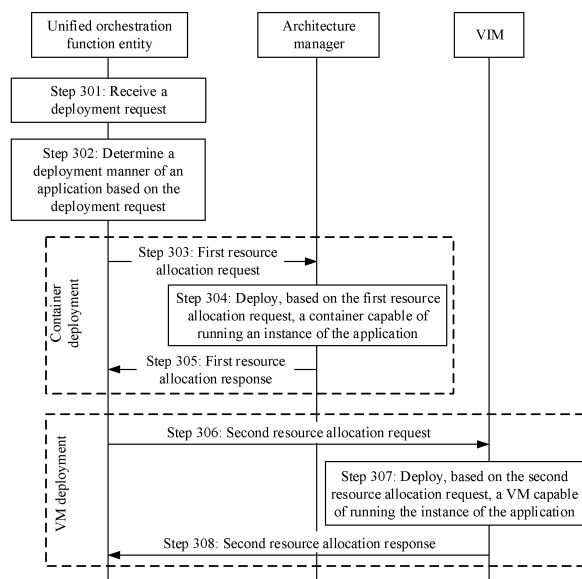 Unified orchestration
function entity
Architecture
manager
VIM
Step 301: Receive a
deployment request
Step 302: Determine a
deployment manner of an
application based on the
deployment request
Container
deployment
Step 303: First resource
allocation request
Step 304: Deploy, based on the first resource
allocation request, a container capable of
running an instance of the application
Step 305: First resource
allocation response
VM deployment
Step 306: Second resource allocation request
Step 307: Deploy, based on the second
resource allocation request, a VM capable
of running the instance of the application
Step 308: Second resource allocation response